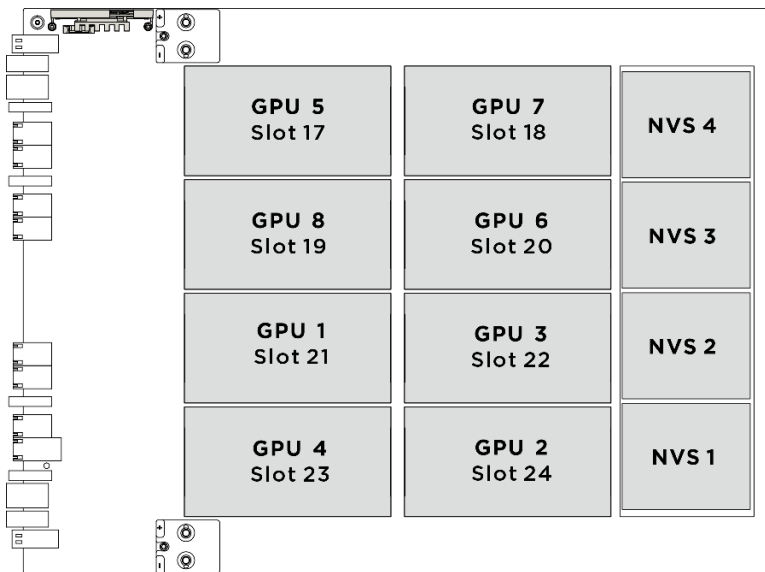 GPU 5
Slot 17
GPU 7
Slot 18
NVS 4
GPU 8
Slot 19
GPU 6
Slot 20
NVS 3
GPU 1
Slot 21
GPU 3
Slot 22
NVS 2
GPU 4
Slot 23
GPU 2
Slot 24
NVS 1